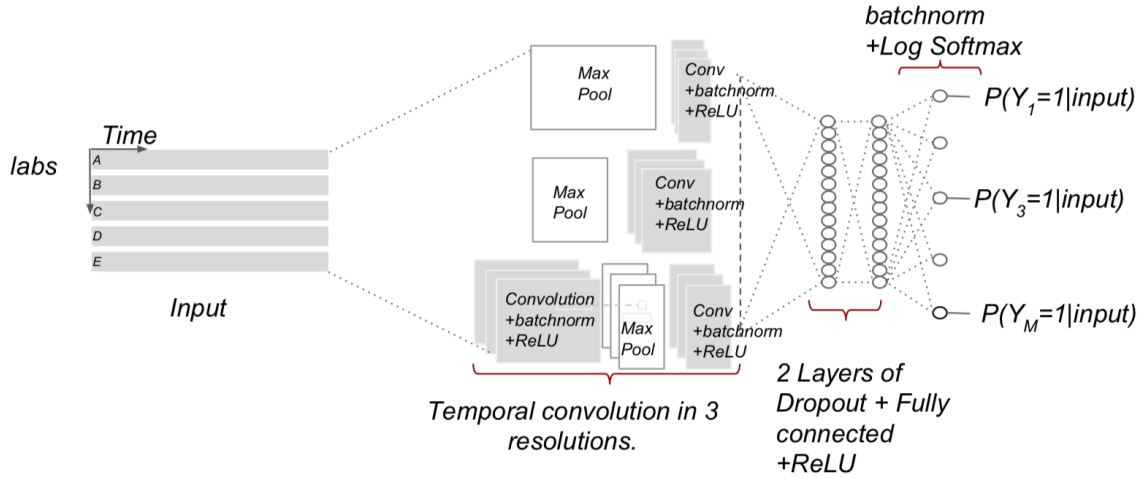 batchnorm
+Log Softmax
Time
labs
A
B
C
D
E
Input
Max
Pool
Conv
+batchnorm
+ReLU
Max
Pool
Conv
+batchnorm
+ReLU
Convolution
+batchnorm
+ReLU
Max
Pool
Conv
+batchnorm
+ReLU
Temporal convolution in 3
resolutions.
2 Layers of
Dropout + Fully
connected
+ReLU
P(Y₁=1|input)
P(Y₃=1|input)
P(Y_M=1|input)